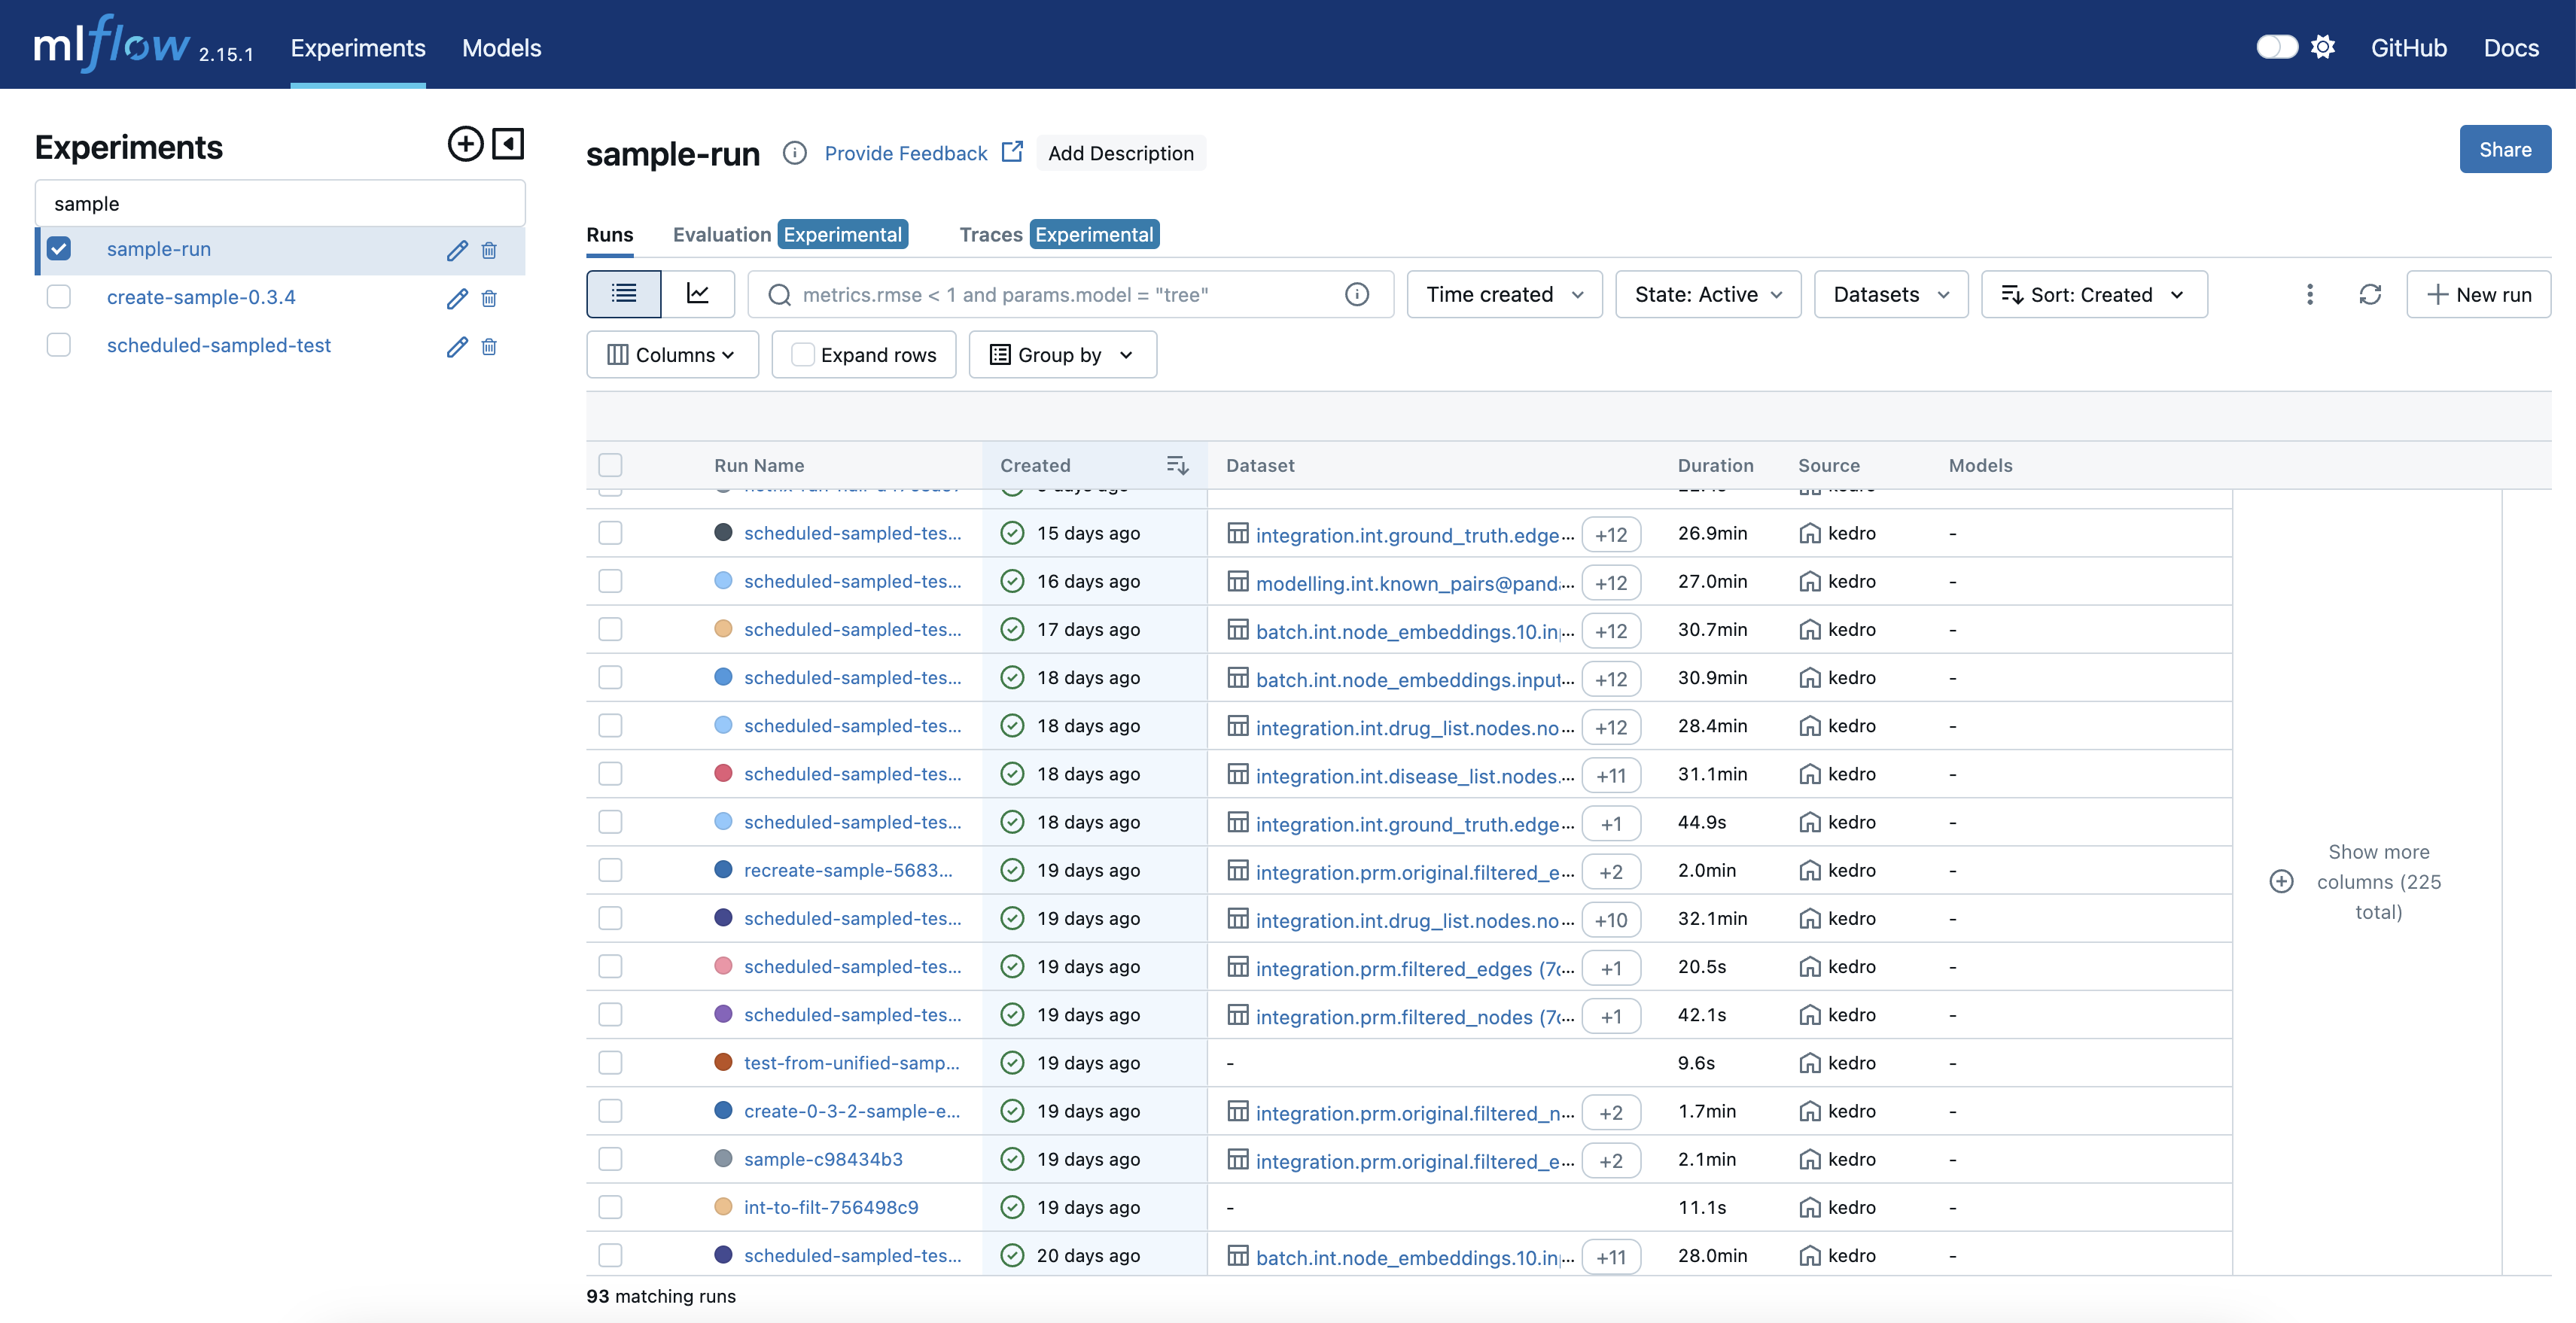 mlflow 2.15.1 Experiments Models GitHub Docs
Experiments
sample
sample-run
create-sample-0.3.4
scheduled-sampled-test
sample-run Provide Feedback Add Description Share
Runs Evaluation Experimental Traces Experimental
metrics.rmse < 1 and params.model = "tree" Time created State: Active Datasets Sort: Created New run
Columns Expand rows Group by
Run Name Created Dataset Duration Source Models
scheduled-sampled-tes... 15 days ago integration.int.ground_truth.edge... +12 26.9min kedro -
scheduled-sampled-tes... 16 days ago modelling.int.known_pairs@pand... +12 27.0min kedro -
scheduled-sampled-tes... 17 days ago batch.int.node_embeddings.10.in... +12 30.7min kedro -
scheduled-sampled-tes... 18 days ago batch.int.node_embeddings.input... +12 30.9min kedro -
scheduled-sampled-tes... 18 days ago integration.int.drug_list.nodes.no... +12 28.4min kedro -
scheduled-sampled-tes... 18 days ago integration.int.disease_list.nodes.... +11 31.1min kedro -
scheduled-sampled-tes... 18 days ago integration.int.ground_truth.edge... +1 44.9s kedro -
recreate-sample-5683... 19 days ago integration.prm.original.filtered_e... +2 2.0min kedro -
scheduled-sampled-tes... 19 days ago integration.int.drug_list.nodes.no... +10 32.1min kedro -
scheduled-sampled-tes... 19 days ago integration.prm.filtered_edges (7... +1 20.5s kedro -
scheduled-sampled-tes... 19 days ago integration.prm.filtered_nodes (7... +1 42.1s kedro -
test-from-unified-samp... 19 days ago - 9.6s kedro -
create-0-3-2-sample-e... 19 days ago integration.prm.original.filtered_n... +2 1.7min kedro -
sample-c98434b3 19 days ago integration.prm.original.filtered_e... +2 2.1min kedro -
int-to-filt-756498c9 19 days ago - 11.1s kedro -
scheduled-sampled-tes... 20 days ago batch.int.node_embeddings.10.in... +11 28.0min kedro -
Show more
columns (225
total)
93 matching runs